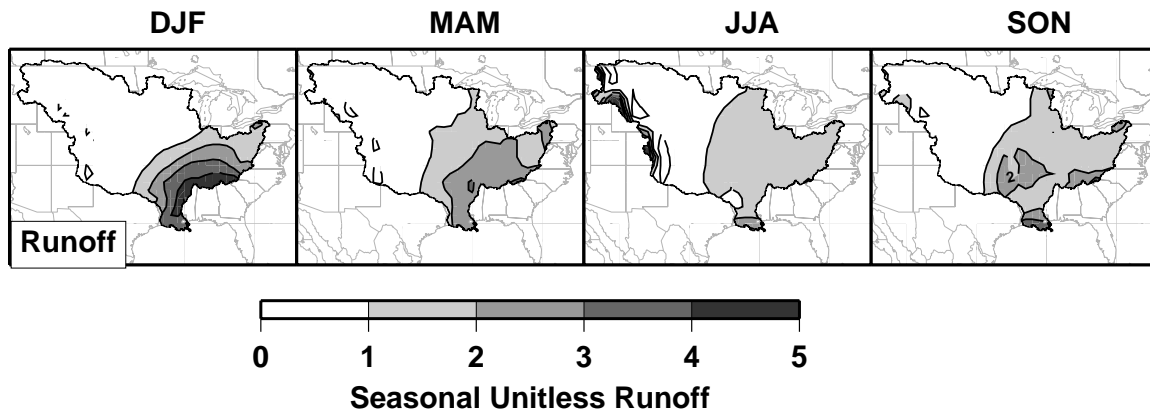 DJF MAM JJA SON
2
Runoff
0 1 2 3 4 5
Seasonal Unitless Runoff